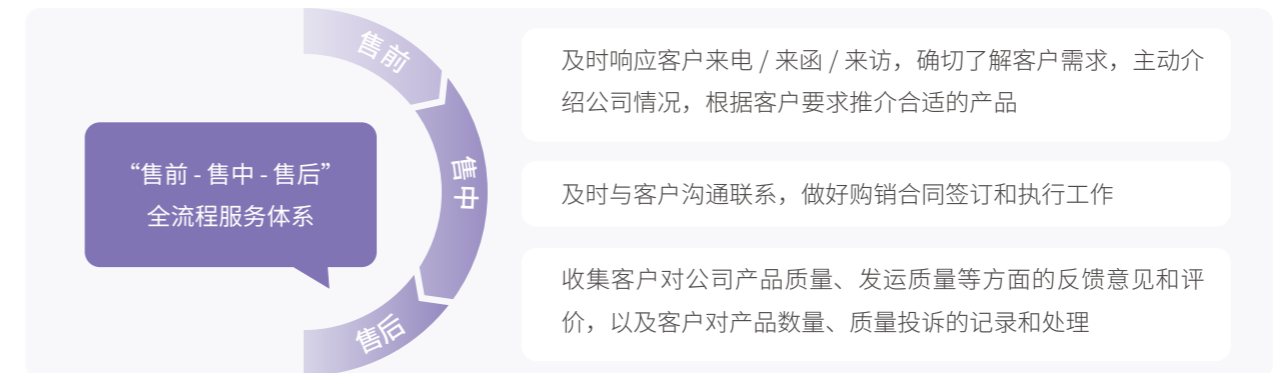 “售前 - 售中 - 售后”
全流程服务体系
售前
及时响应客户来电 / 来函 / 来访，确切了解客户需求，主动介
绍公司情况，根据客户要求推介合适的产品
售中
及时与客户沟通联系，做好购销合同签订和执行工作
售后
收集客户对公司产品质量、发运质量等方面的反馈意见和评
价，以及客户对产品数量、质量投诉的记录和处理